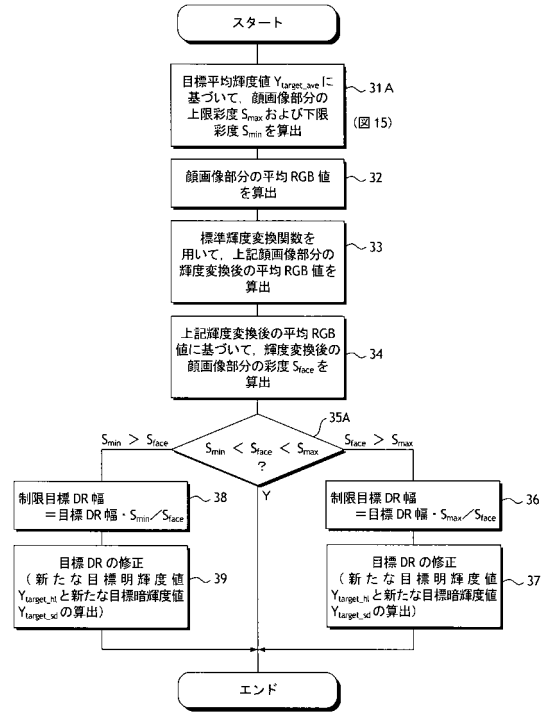 スタート
目標平均輝度値 Ytarget_ave に
基づいて，顔画像部分の
上限彩度 Smax および下限
彩度 Smin を算出
31A
(図 15)
顔画像部分の平均 RGB 値
を算出
32
標準輝度変換関数を
用いて，上記顔画像部分の
輝度変換後の平均 RGB 値を
算出
33
上記輝度変換後の平均 RGB
値に基づいて，輝度変換後の
顔画像部分の彩度 Sface を
算出
34
35A
Smin > Sface
Smin < Sface < Smax
?
Sface > Smax
Y
制限目標 DR 幅
＝目標 DR 幅・Smin／Sface
38
制限目標 DR 幅
＝目標 DR 幅・Smax／Sface
36
目標 DR の修正
（新たな目標明輝度値
Ytarget_hl と新たな目標暗輝度値
Ytarget_sd の算出）
39
目標 DR の修正
（新たな目標明輝度値
Ytarget_hl と新たな目標暗輝度値
Ytarget_sd の算出）
37
エンド